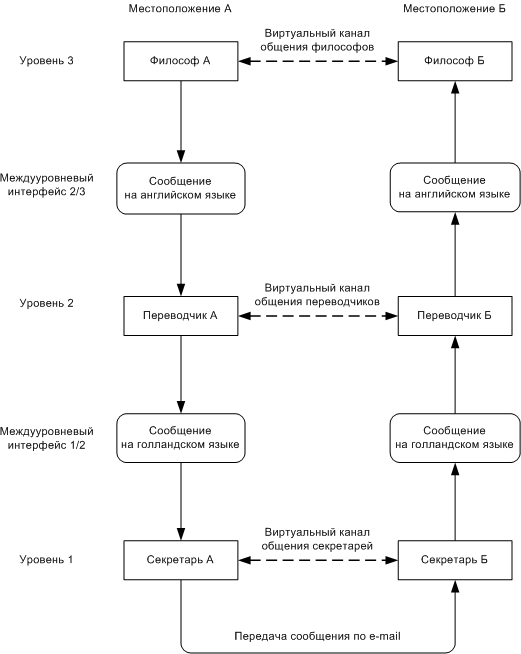 Местоположение А
Местоположение Б
Виртуальный канал
общения философов
Уровень 3
Философ А
Философ Б
Междууровневый
интерфейс 2/3
Сообщение
на английском языке
Сообщение
на английском языке
Виртуальный канал
общения переводчиков
Уровень 2
Переводчик А
Переводчик Б
Междууровневый
интерфейс 1/2
Сообщение
на голландском языке
Сообщение
на голландском языке
Виртуальный канал
общения секретарей
Уровень 1
Секретарь А
Секретарь Б
Передача сообщения по e-mail